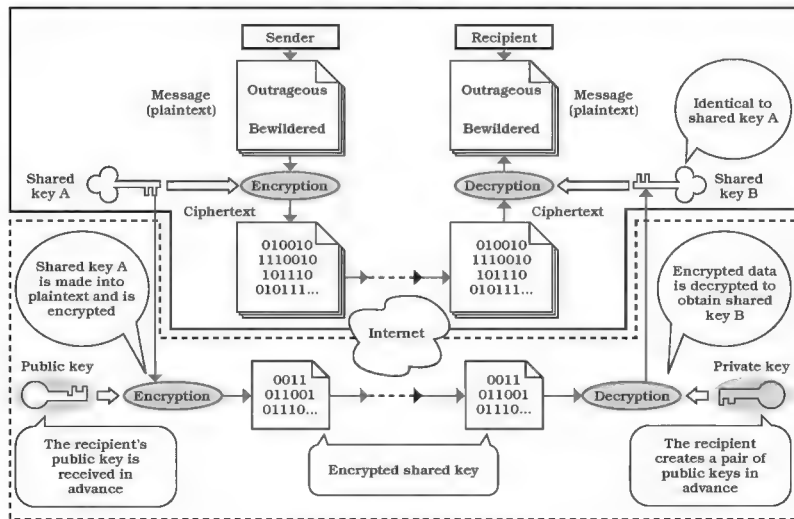 Sender
Recipient
Message
(plaintext)
Outrageous
Bewildered
Outrageous
Bewildered
Message
(plaintext)
Identical to
shared key A
Shared
key A
Encryption
Decryption
Shared
key B
Ciphertext
Ciphertext
010010
1110010
101110
010111...
010010
1110010
101110
010111...
Shared key A
is made into
plaintext and is
encrypted
Internet
Encrypted data
is decrypted to
obtain shared
key B
Public key
Private key
Encryption
0011
011001
01110...
0011
011001
01110...
Decryption
The recipient's
public key is
received in
advance
Encrypted shared key
The recipient
creates a pair of
public keys in
advance